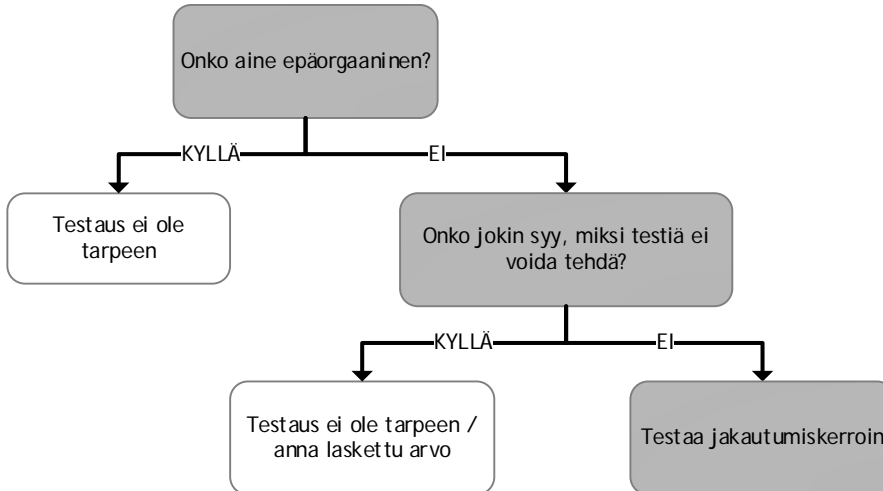 Onko aine epäorgaaninen?
KYLLÄ
EI
Testaus ei ole
tarpeen
Onko jokin syy, miksi testiä ei
voida tehdä?
KYLLÄ
EI
Testaus ei ole tarpeen /
anna laskettu arvo
Testaa jakautumiskerroin